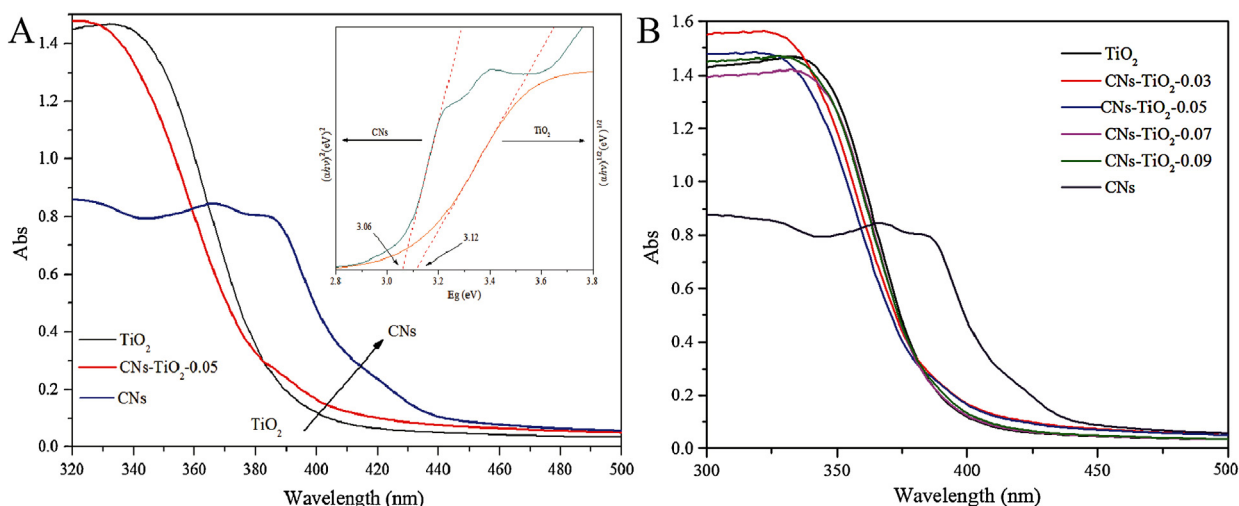 A
1.4
1.2
1.0
0.8
0.6
0.4
0.2
0.0
Abs
320 340 360 380 400 420 440 460 480 500
Wavelength (nm)
TiO₂
CNs-TiO₂-0.05
CNs
TiO₂
CNs
(αhν)²(eV)²
(αhν)¹/²(eV)¹/²
CNs
TiO₂
3.06
3.12
2.8 3.0 3.2 3.4 3.6 3.8
Eg (eV)
B
1.6
1.4
1.2
1.0
0.8
0.6
0.4
0.2
0.0
Abs
300 350 400 450 500
Wavelength (nm)
TiO₂
CNs-TiO₂-0.03
CNs-TiO₂-0.05
CNs-TiO₂-0.07
CNs-TiO₂-0.09
CNs